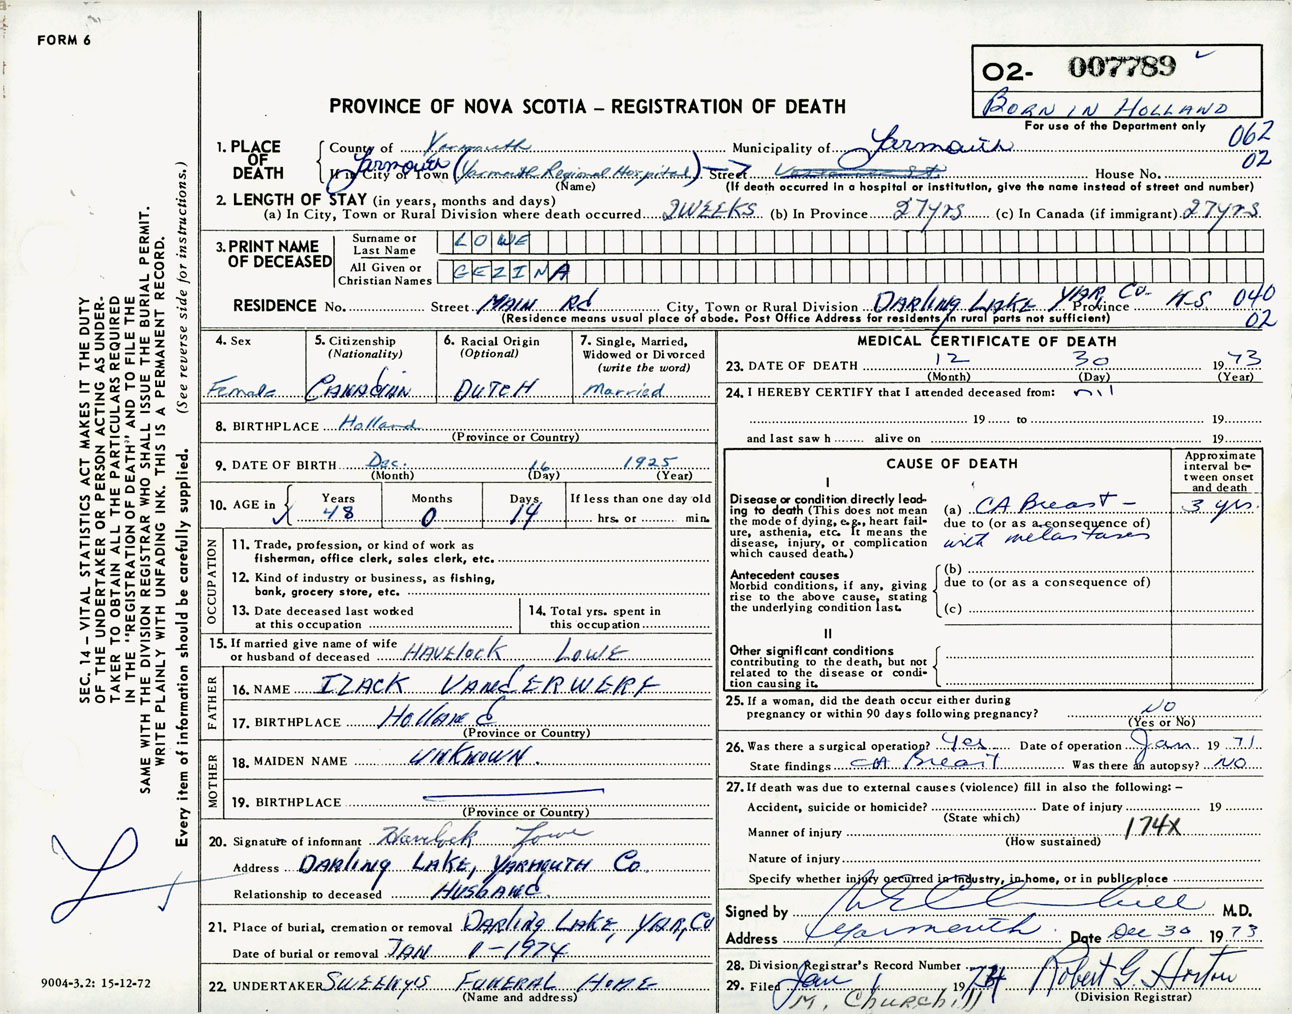 FORM 6
O2- 007789
BORN IN HOLLAND
For use of the Department only
062
02
PROVINCE OF NOVA SCOTIA – REGISTRATION OF DEATH
1. PLACE OF DEATH
County of Yarmouth Municipality of Yarmouth
If in City or Town Yarmouth (Yarmouth Regional Hospital) Street House No.
(Name) (If death occurred in a hospital or institution, give the name instead of street and number)
2. LENGTH OF STAY (in years, months and days)
(a) In City, Town or Rural Division where death occurred 2 WEEKS (b) In Province 27 yrs (c) In Canada (if immigrant) 27 yrs.
3. PRINT NAME OF DECEASED
Surname or Last Name LOWE
All Given or Christian Names GEZINA
RESIDENCE No. Street MAIN Rd City, Town or Rural Division DARLING LAKE YAR. Co. Province N-S 040
(Residence means usual place of abode. Post Office Address for residents in rural parts not sufficient) 02
4. Sex Female
5. Citizenship (Nationality) CANADIAN
6. Racial Origin (Optional) DUTCH
7. Single, Married, Widowed or Divorced (write the word) Married
8. BIRTHPLACE Holland
(Province or Country)
9. DATE OF BIRTH Dec. 16 1925
(Month) (Day) (Year)
10. AGE in Years 48 Months 0 Days 14 If less than one day old hrs. or min.
OCCUPATION
11. Trade, profession, or kind of work as fisherman, office clerk, sales clerk, etc.
12. Kind of industry or business, as fishing, bank, grocery store, etc.
13. Date deceased last worked at this occupation
14. Total yrs. spent in this occupation
15. If married give name of wife or husband of deceased HAVELOCK LOWE
FATHER
16. NAME IZACK VANDERWERF
17. BIRTHPLACE Holland
(Province or Country)
MOTHER
18. MAIDEN NAME UNKNOWN.
19. BIRTHPLACE
(Province or Country)
20. Signature of informant Havelock Lowe
Address DARLING LAKE, YARMOUTH Co.
Relationship to deceased HUSBAND.
21. Place of burial, cremation or removal DARLING LAKE, YAR, Co
Date of burial or removal JAN 1-1974
22. UNDERTAKER SWEENY'S FUNERAL HOME
(Name and address)
MEDICAL CERTIFICATE OF DEATH
23. DATE OF DEATH 12 30 1973
(Month) (Day) (Year)
24. I HEREBY CERTIFY that I attended deceased from: nil
19 to
and last saw h alive on 19
CAUSE OF DEATH
Approximate interval between onset and death
I
Disease or condition directly lead-
ing to death (This does not mean
the mode of dying, e.g., heart fail-
ure, asthenia, etc. It means the
disease, injury, or complication
which caused death.)
(a) CA Breast – 3 yrs.
due to (or as a consequence of)
with metastases
Antecedent causes
Morbid conditions, if any, giving
rise to the above cause, stating
the underlying condition last.
(b)
due to (or as a consequence of)
(c)
II
Other significant conditions
contributing to the death, but not
related to the disease or condi-
tion causing it.
25. If a woman, did the death occur either during
pregnancy or within 90 days following pregnancy? NO
(Yes or No)
26. Was there a surgical operation? Yes Date of operation Jan 1971
State findings CA Breast Was there an autopsy? NO
27. If death was due to external causes (violence) fill in also the following: –
Accident, suicide or homicide? Date of injury 19
(State which)
Manner of injury 174X
(How sustained)
Nature of injury
Specify whether injury occurred in industry, in home, or in public place
Signed by M.D.
Address Yarmouth. Date Dec 30 1973
28. Division Registrar's Record Number
29. Filed Jan 1 1974 Robert G. Horton
M. Churchill (Division Registrar)
SEC. 14 – VITAL STATISTICS ACT MAKES IT THE DUTY
OF THE UNDERTAKER OR PERSON ACTING AS UNDER-
TAKER TO OBTAIN ALL THE PARTICULARS REQUIRED
IN THE "REGISTRATION OF DEATH" AND TO FILE THE
SAME WITH THE DIVISION REGISTRAR WHO SHALL ISSUE THE BURIAL PERMIT.
WRITE PLAINLY WITH UNFADING INK. THIS IS A PERMANENT RECORD.
Every item of information should be carefully supplied. (See reverse side for instructions.)
9004-3.2: 15-12-72